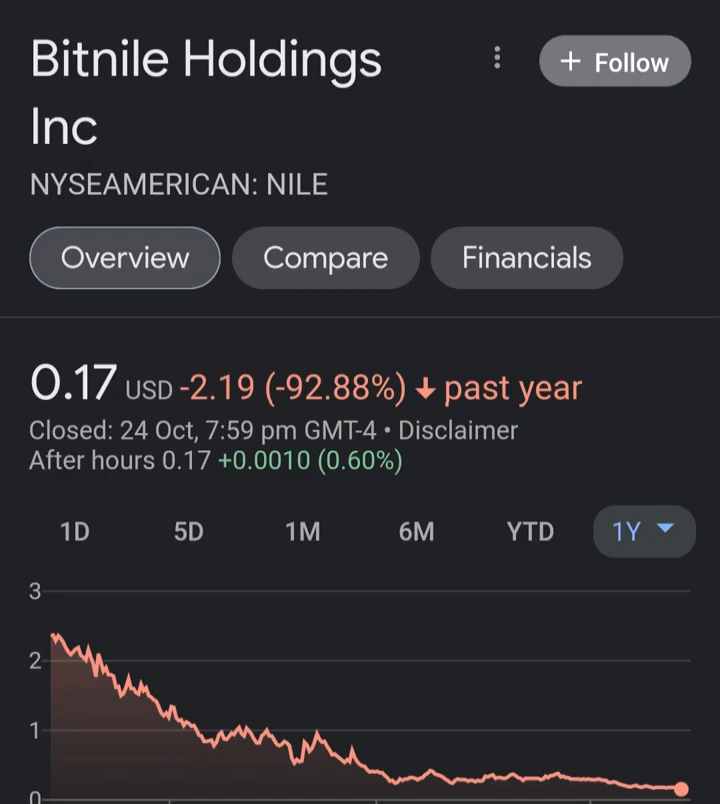 Bitnile Holdings
Inc
+ Follow
NYSEAMERICAN: NILE
Overview
Compare
Financials
0.17 USD -2.19 (-92.88%) ↓ past year
Closed: 24 Oct, 7:59 pm GMT-4 • Disclaimer
After hours 0.17 +0.0010 (0.60%)
1D 5D 1M 6M YTD 1Y
3
2
1
0